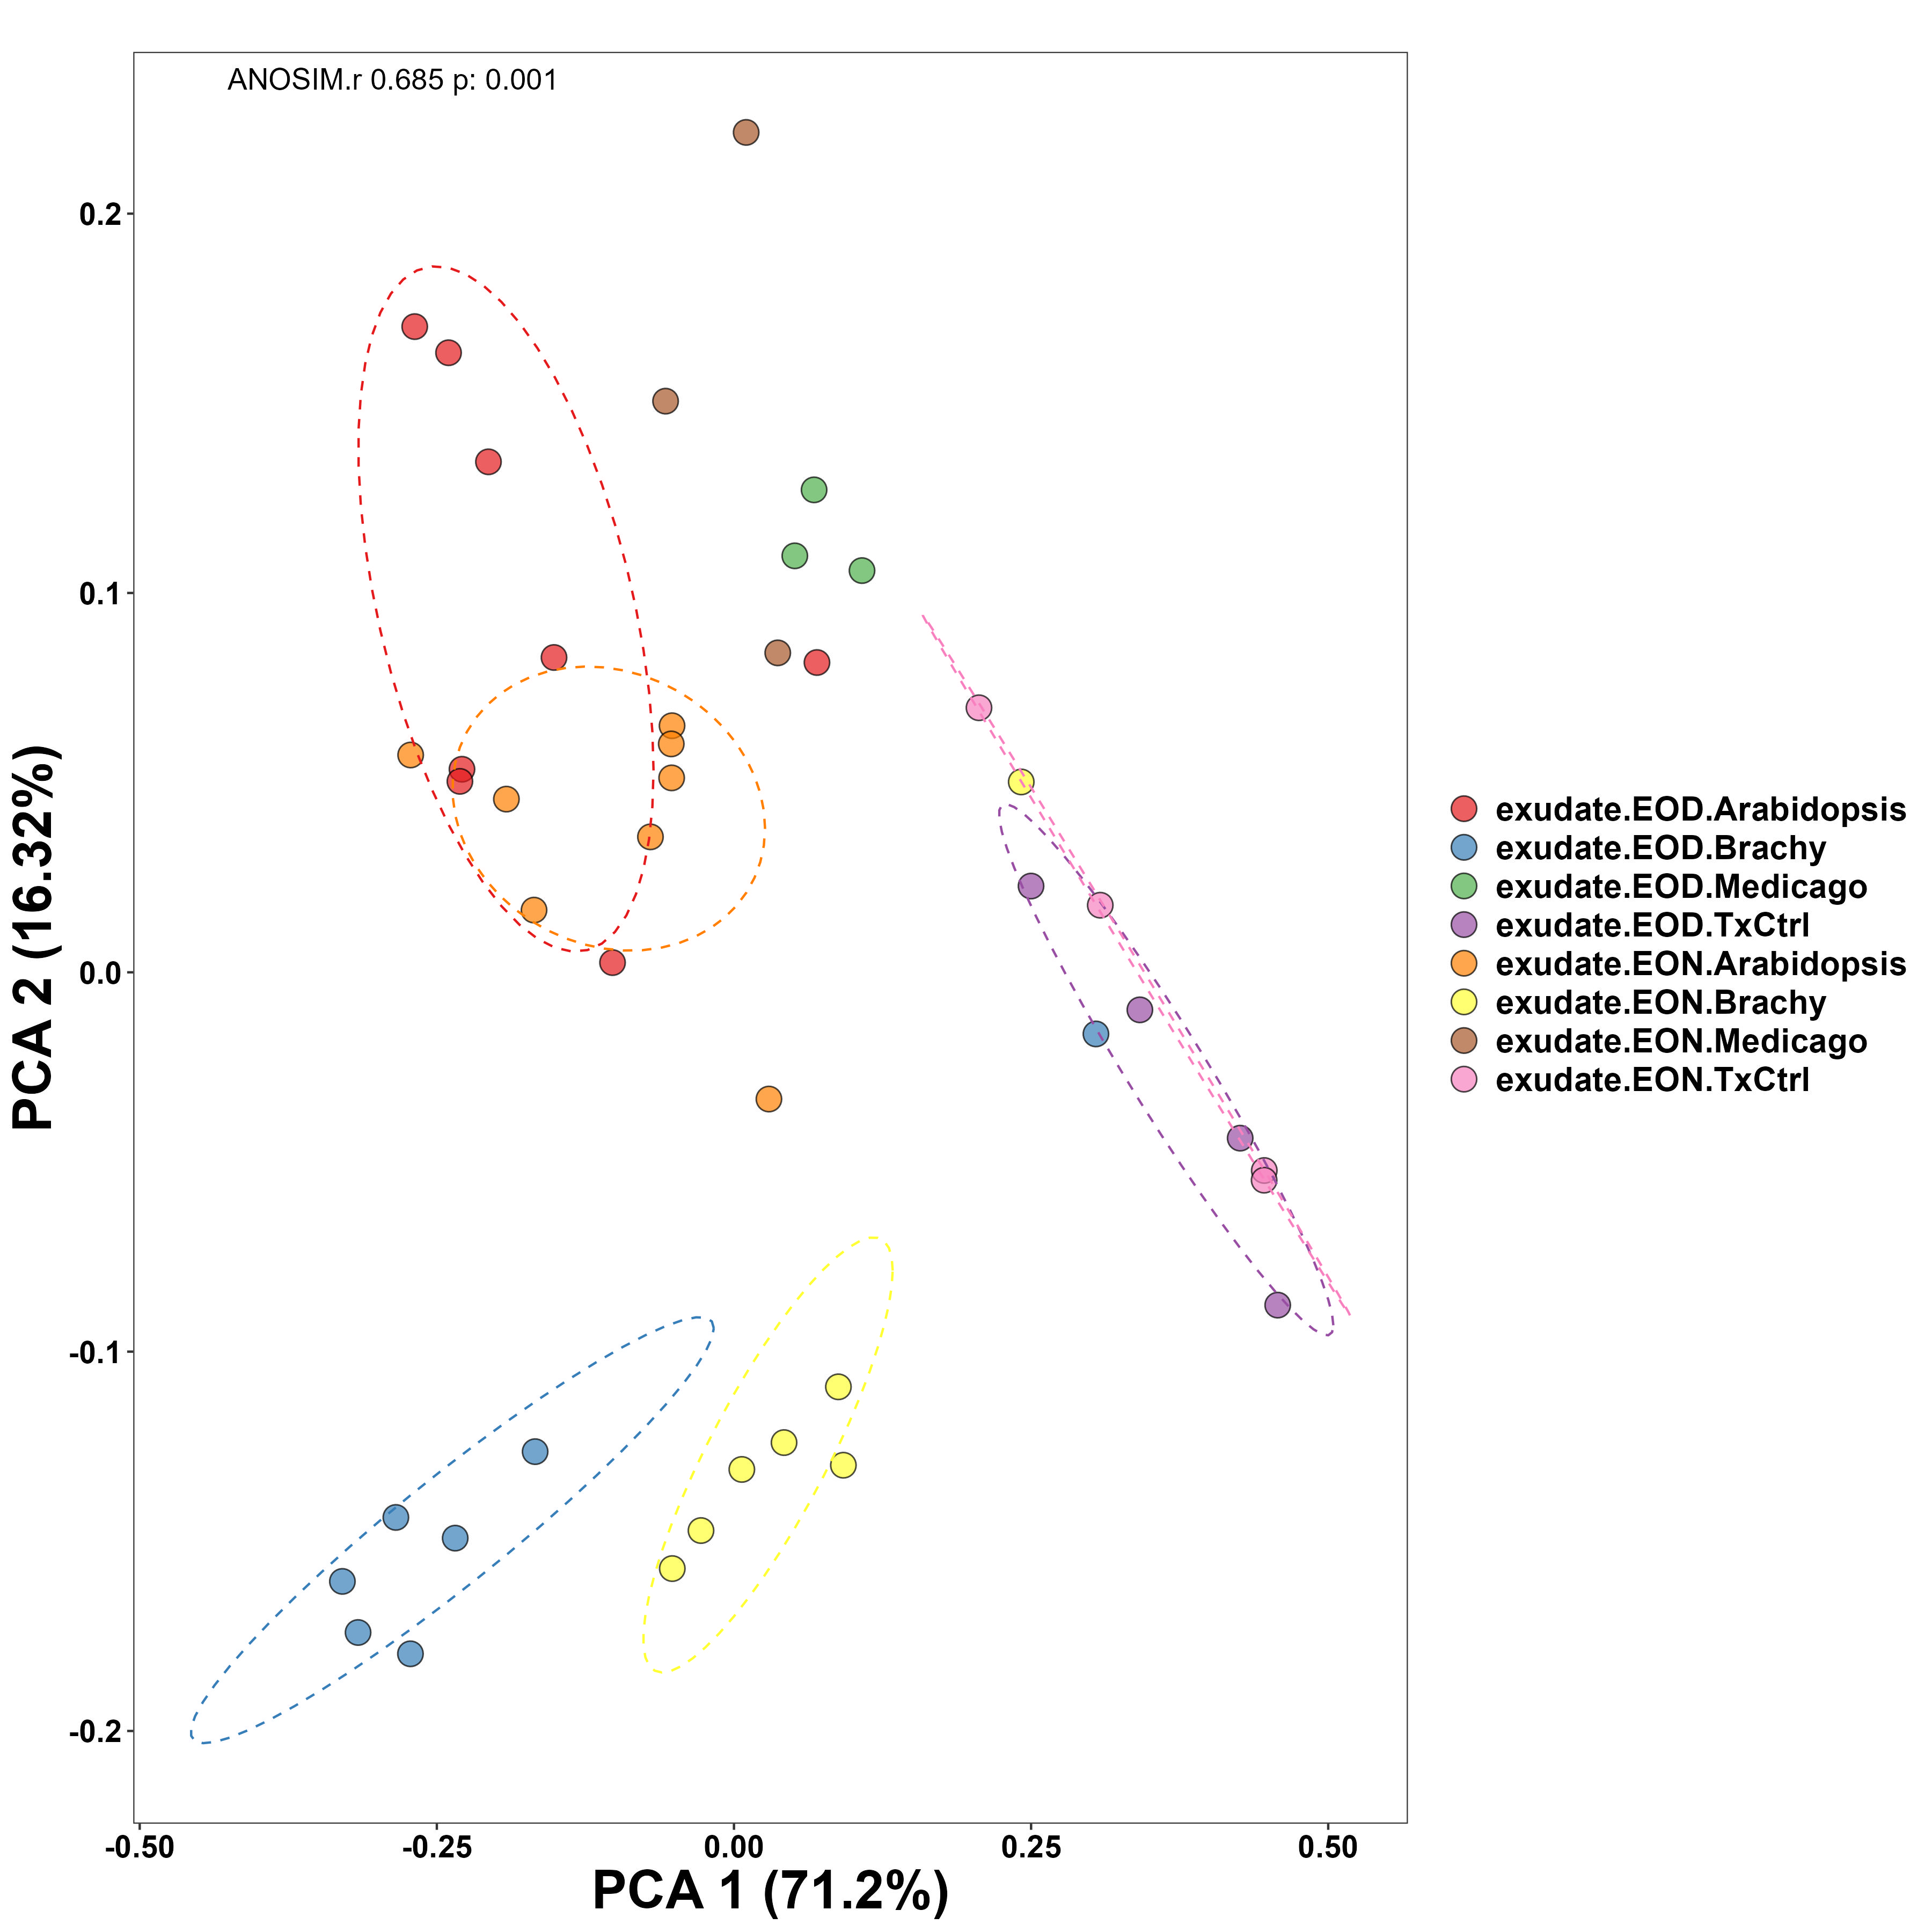 ANOSIM.r 0.685 p: 0.001
0.2
0.1
0.0
-0.1
-0.2
PCA 2 (16.32%)
-0.50 -0.25 0.00 0.25 0.50
PCA 1 (71.2%)
exudate.EOD.Arabidopsis
exudate.EOD.Brachy
exudate.EOD.Medicago
exudate.EOD.TxCtrl
exudate.EON.Arabidopsis
exudate.EON.Brachy
exudate.EON.Medicago
exudate.EON.TxCtrl